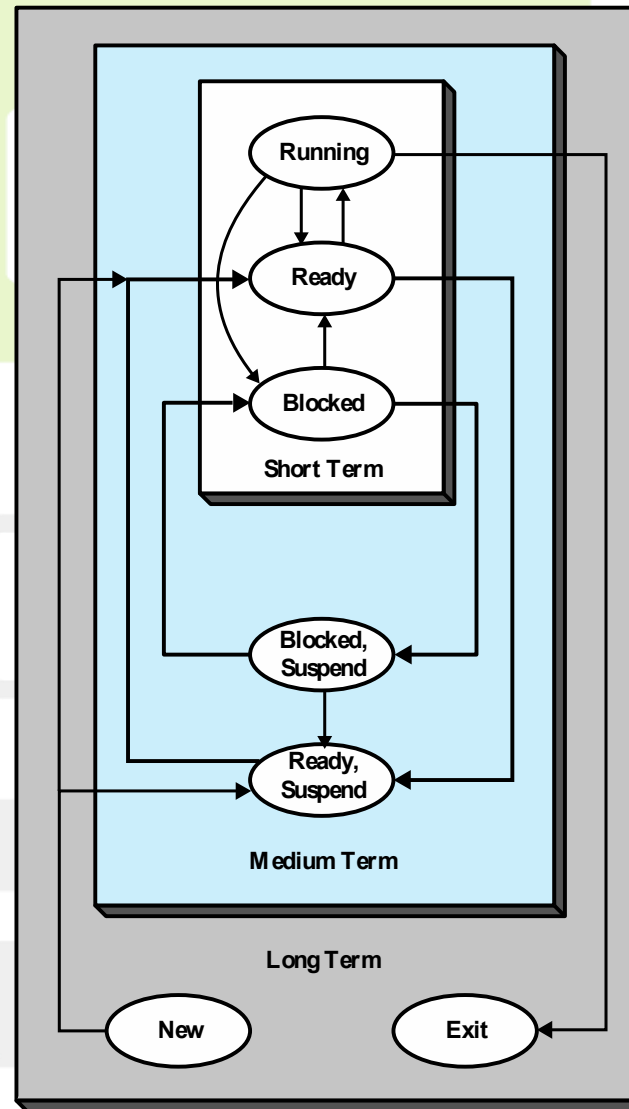 Running
Ready
Blocked
Short Term
Blocked,
Suspend
Ready,
Suspend
Medium Term
Long Term
New
Exit